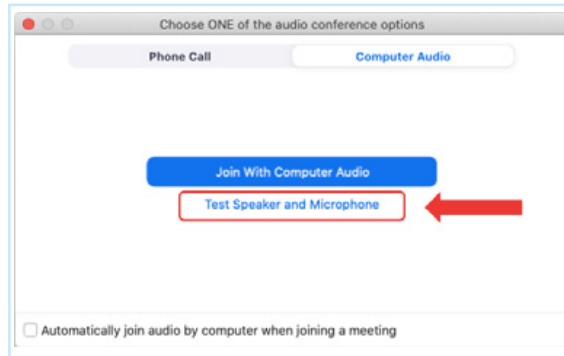 Choose ONE of the audio conference options
Phone Call
Computer Audio
Join With Computer Audio
Test Speaker and Microphone
Automatically join audio by computer when joining a meeting